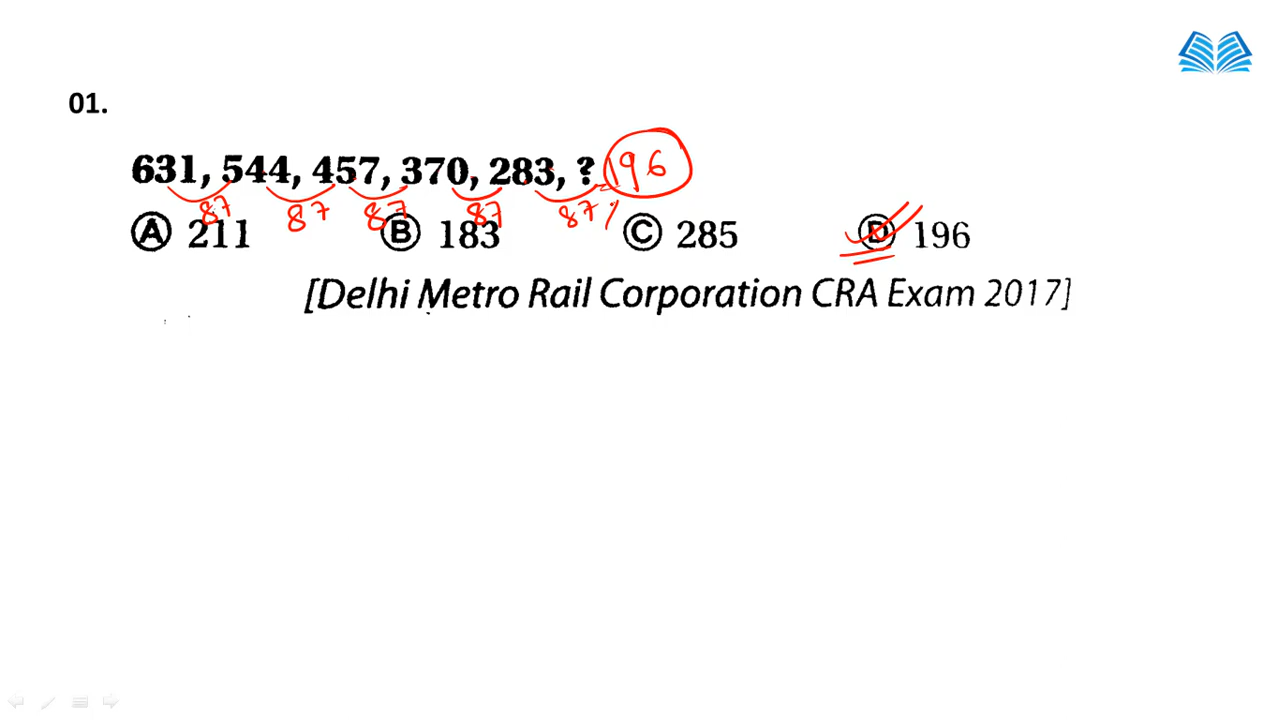 01.
631, 544, 457, 370, 283, ? = 196
87 87 87 87 87
A 211 B 183 C 285 D 196
[Delhi Metro Rail Corporation CRA Exam 2017]